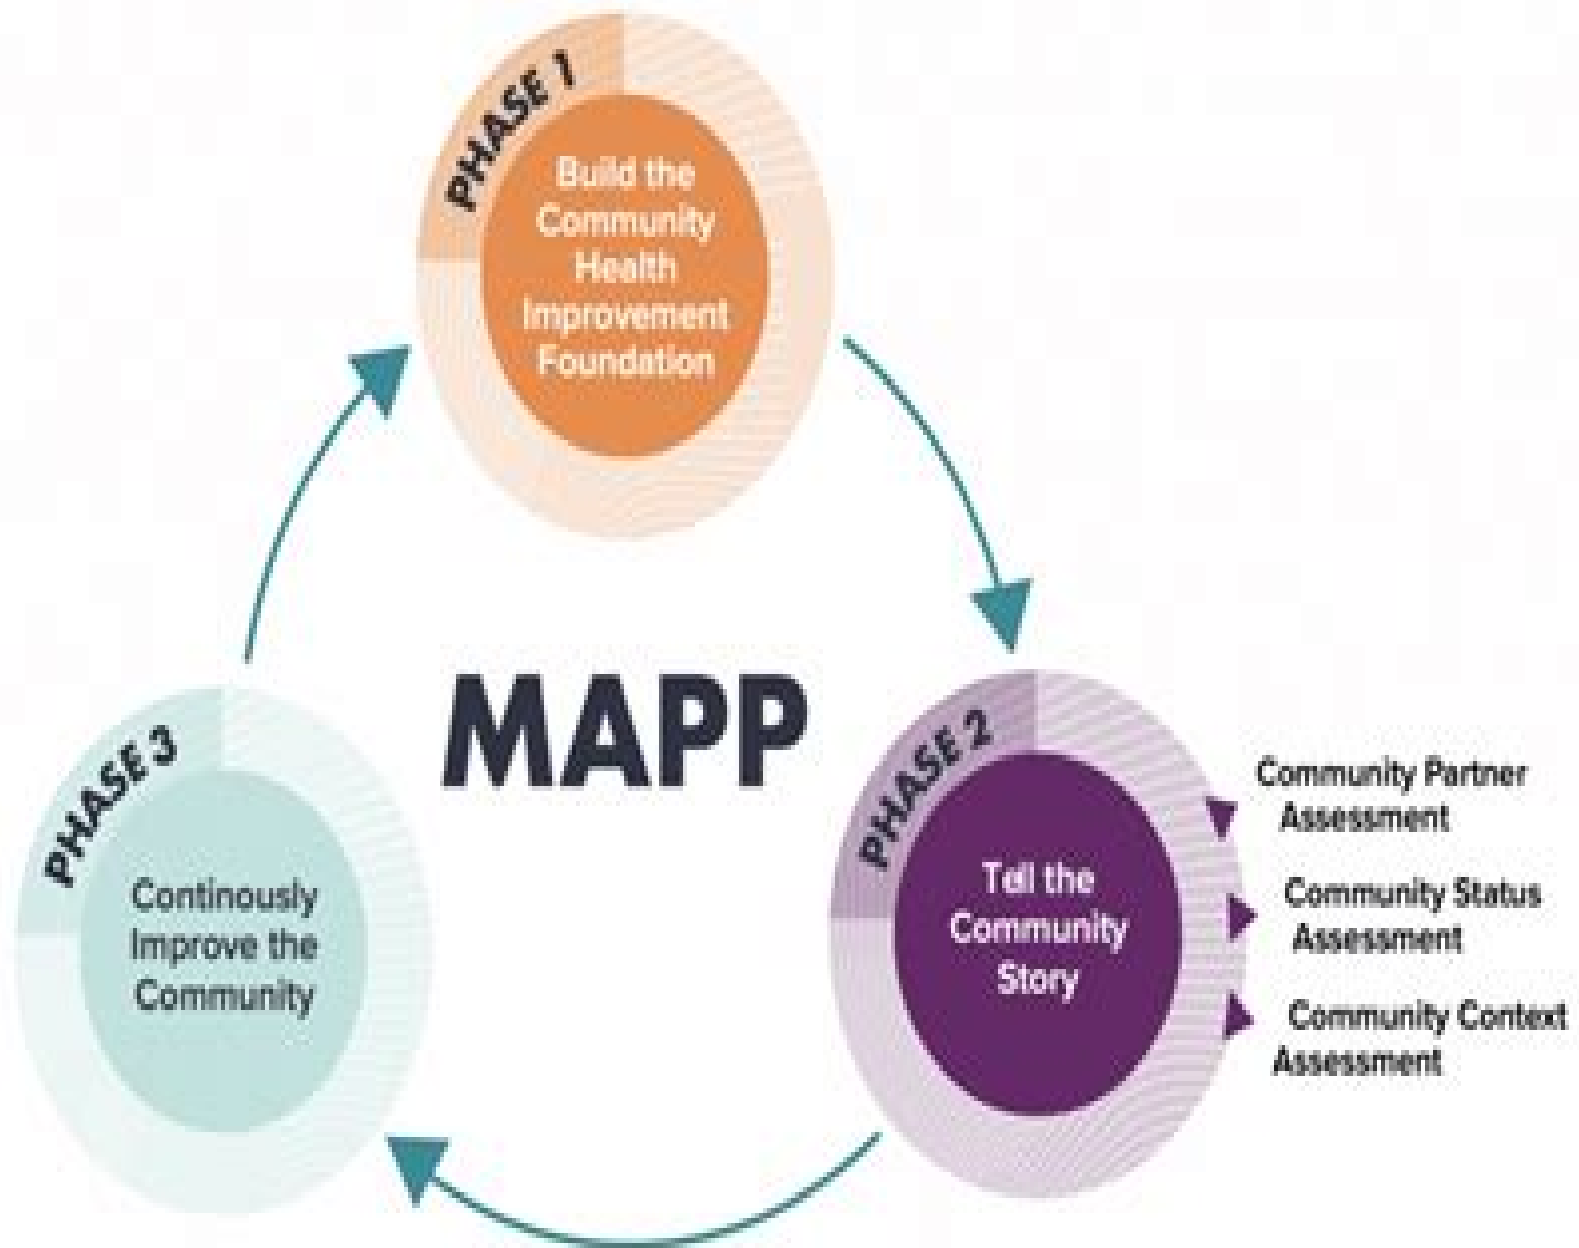 PHASE 1
Build the
Community
Health
Improvement
Foundation
MAPP
PHASE 2
Tell the
Community
Story
Community Partner
Assessment
Community Status
Assessment
Community Context
Assessment
PHASE 3
Continously
Improve the
Community